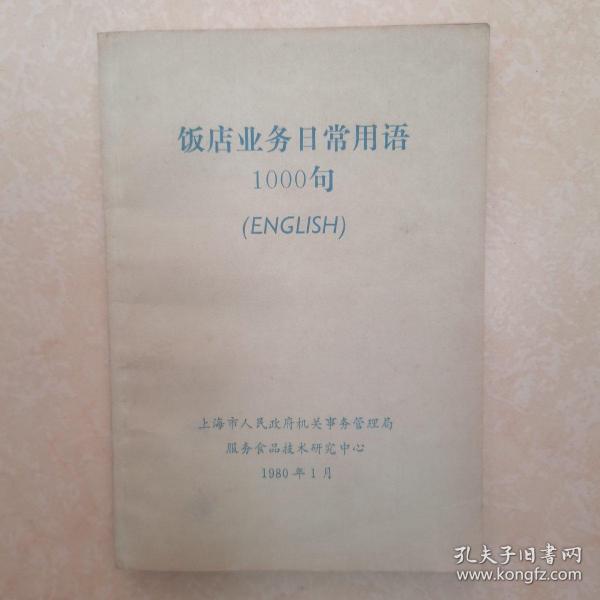 饭店业务日常用语
1000句
(ENGLISH)
上海市人民政府机关事务管理局
服务食品技术研究中心
1980年1月
孔夫子旧书网
www.kongfz.com